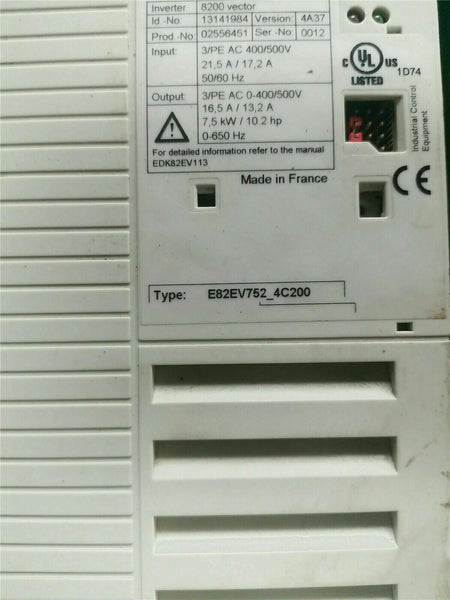 Inverter 8200 vector
Id -No: 13141984 Version: 4A37
Prod.-No: 02556451 Ser -No 0012
Input: 3/PE AC 400/500V
21,5 A / 17,2 A
50/60 Hz
Output: 3/PE AC 0-400/500V
16,5 A / 13,2 A
7,5 kW / 10.2 hp
0-650 Hz
For detailed information refer to the manual
EDK82EV113
Made in France
C UL US
LISTED
1D74
Industrial Control
Equipment
CE
Type: E82EV752_4C200